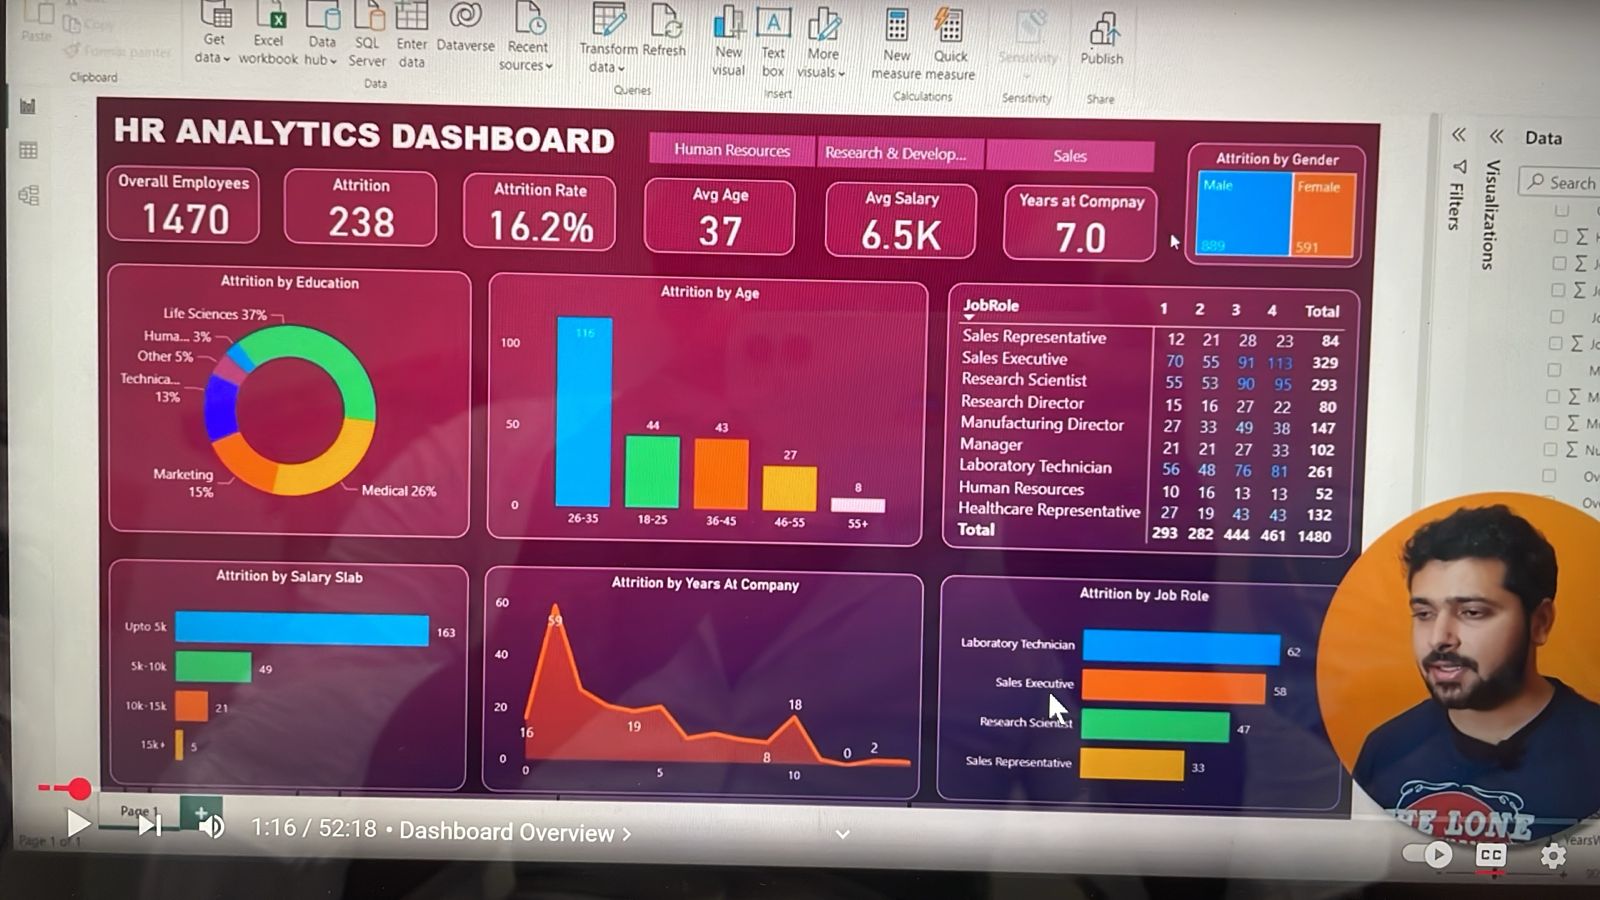 Paste
Copy
Format painter
Clipboard
Get data
Excel workbook
Data hub
SQL Server
Enter data
Dataverse
Recent sources
Data
Transform data
Refresh
Queries
New visual
Text box
More visuals
Insert
New measure
Quick measure
Calculations
Sensitivity
Sensitivity
Publish
Share
HR ANALYTICS DASHBOARD
Human Resources
Research & Develop...
Sales
Overall Employees
1470
Attrition
238
Attrition Rate
16.2%
Avg Age
37
Avg Salary
6.5K
Years at Compnay
7.0
Attrition by Gender
Male
889
Female
591
Filters
Visualizations
Data
Search
Attrition by Education
Life Sciences 37%
Huma... 3%
Other 5%
Technica... 13%
Marketing 15%
Medical 26%
Attrition by Age
100
50
0
116
44
43
27
8
26-35
18-25
36-45
46-55
55+
JobRole 1 2 3 4 Total
Sales Representative 12 21 28 23 84
Sales Executive 70 55 91 113 329
Research Scientist 55 53 90 95 293
Research Director 15 16 27 22 80
Manufacturing Director 27 33 49 38 147
Manager 21 21 27 33 102
Laboratory Technician 56 48 76 81 261
Human Resources 10 16 13 13 52
Healthcare Representative 27 19 43 43 132
Total 293 282 444 461 1480
Attrition by Salary Slab
Upto 5k 163
5k-10k 49
10k-15k 21
15k+ 5
Attrition by Years At Company
60
40
20
0
59
16
19
8
18
0
2
0
5
10
Attrition by Job Role
Laboratory Technician 62
Sales Executive 58
Research Scientist 47
Sales Representative 33
Page 1
+
1:16 / 52:18 • Dashboard Overview >
Page 1 of 1
THE LONE
CC